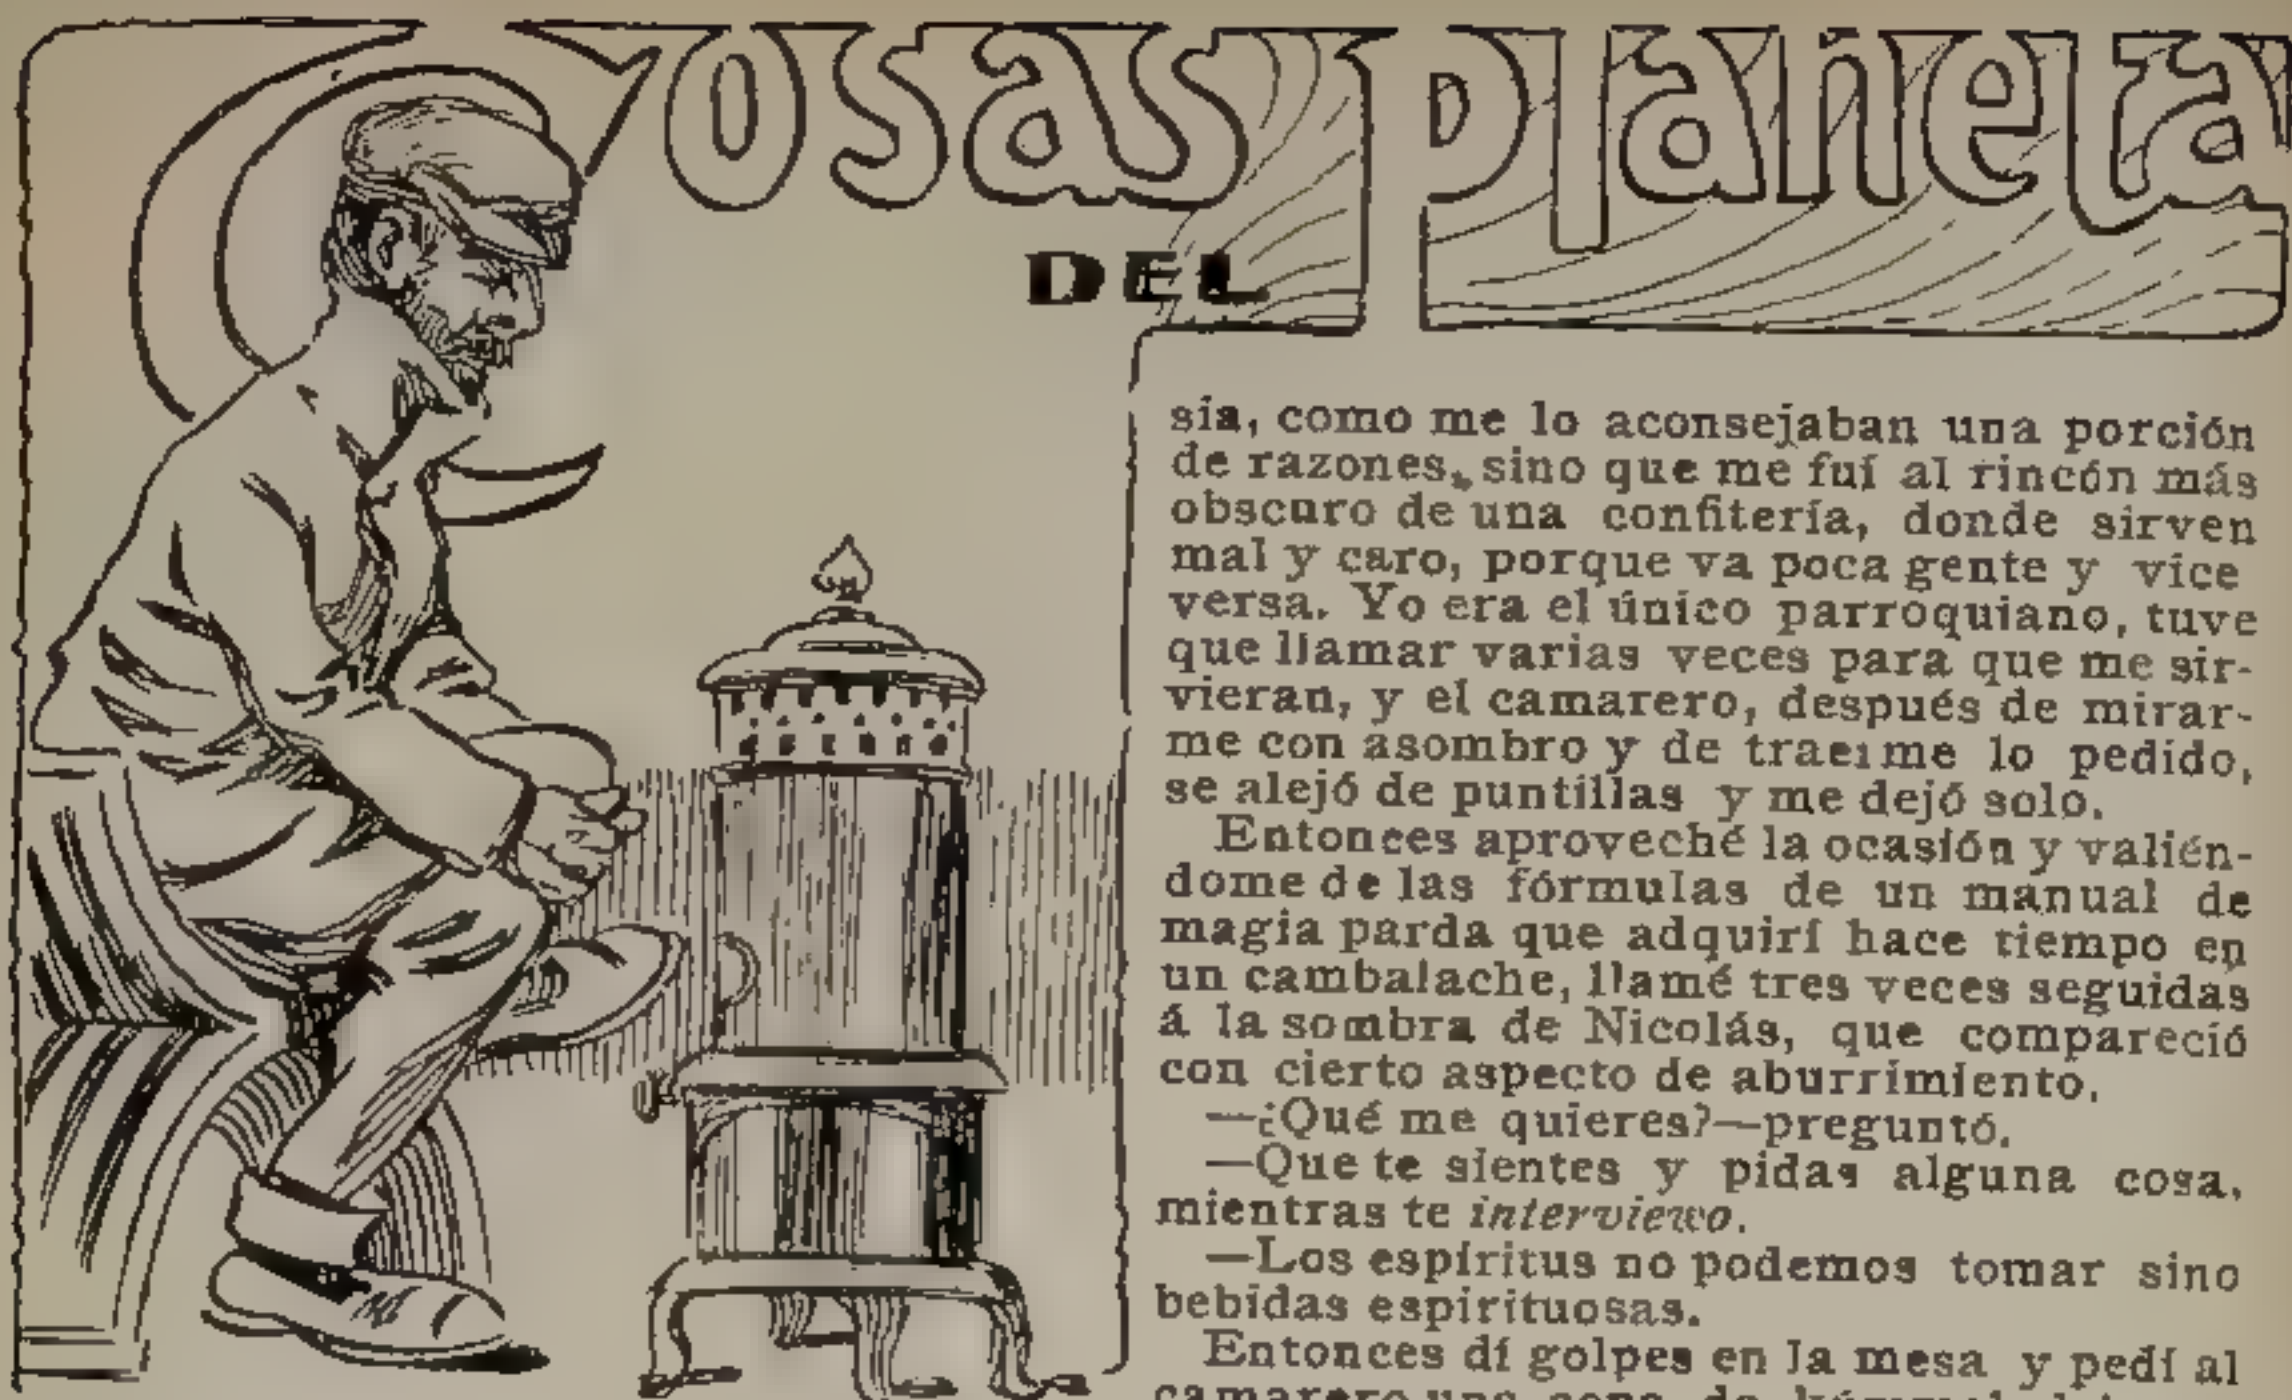 Cosas
DEL
Planeta
sia, como me lo aconsejaban una porción
de razones, sino que me fuí al rincón más
obscuro de una confitería, donde sirven
mal y caro, porque va poca gente y vice
versa. Yo era el único parroquiano, tuve
que llamar varias veces para que me sir-
vieran, y el camarero, después de mirar-
me con asombro y de traerme lo pedido,
se alejó de puntillas y me dejó solo.
Entonces aproveché la ocasión y valién-
dome de las fórmulas de un manual de
magia parda que adquirí hace tiempo en
un cambalache, llamé tres veces seguidas
á la sombra de Nicolás, que compareció
con cierto aspecto de aburrimiento.
—¿Qué me quieres?—preguntó.
—Que te sientes y pidas alguna cosa,
mientras te interviewo.
—Los espíritus no podemos tomar sino
bebidas espirituosas.
Entonces dí golpes en la mesa y pedí al
camarero una copa de